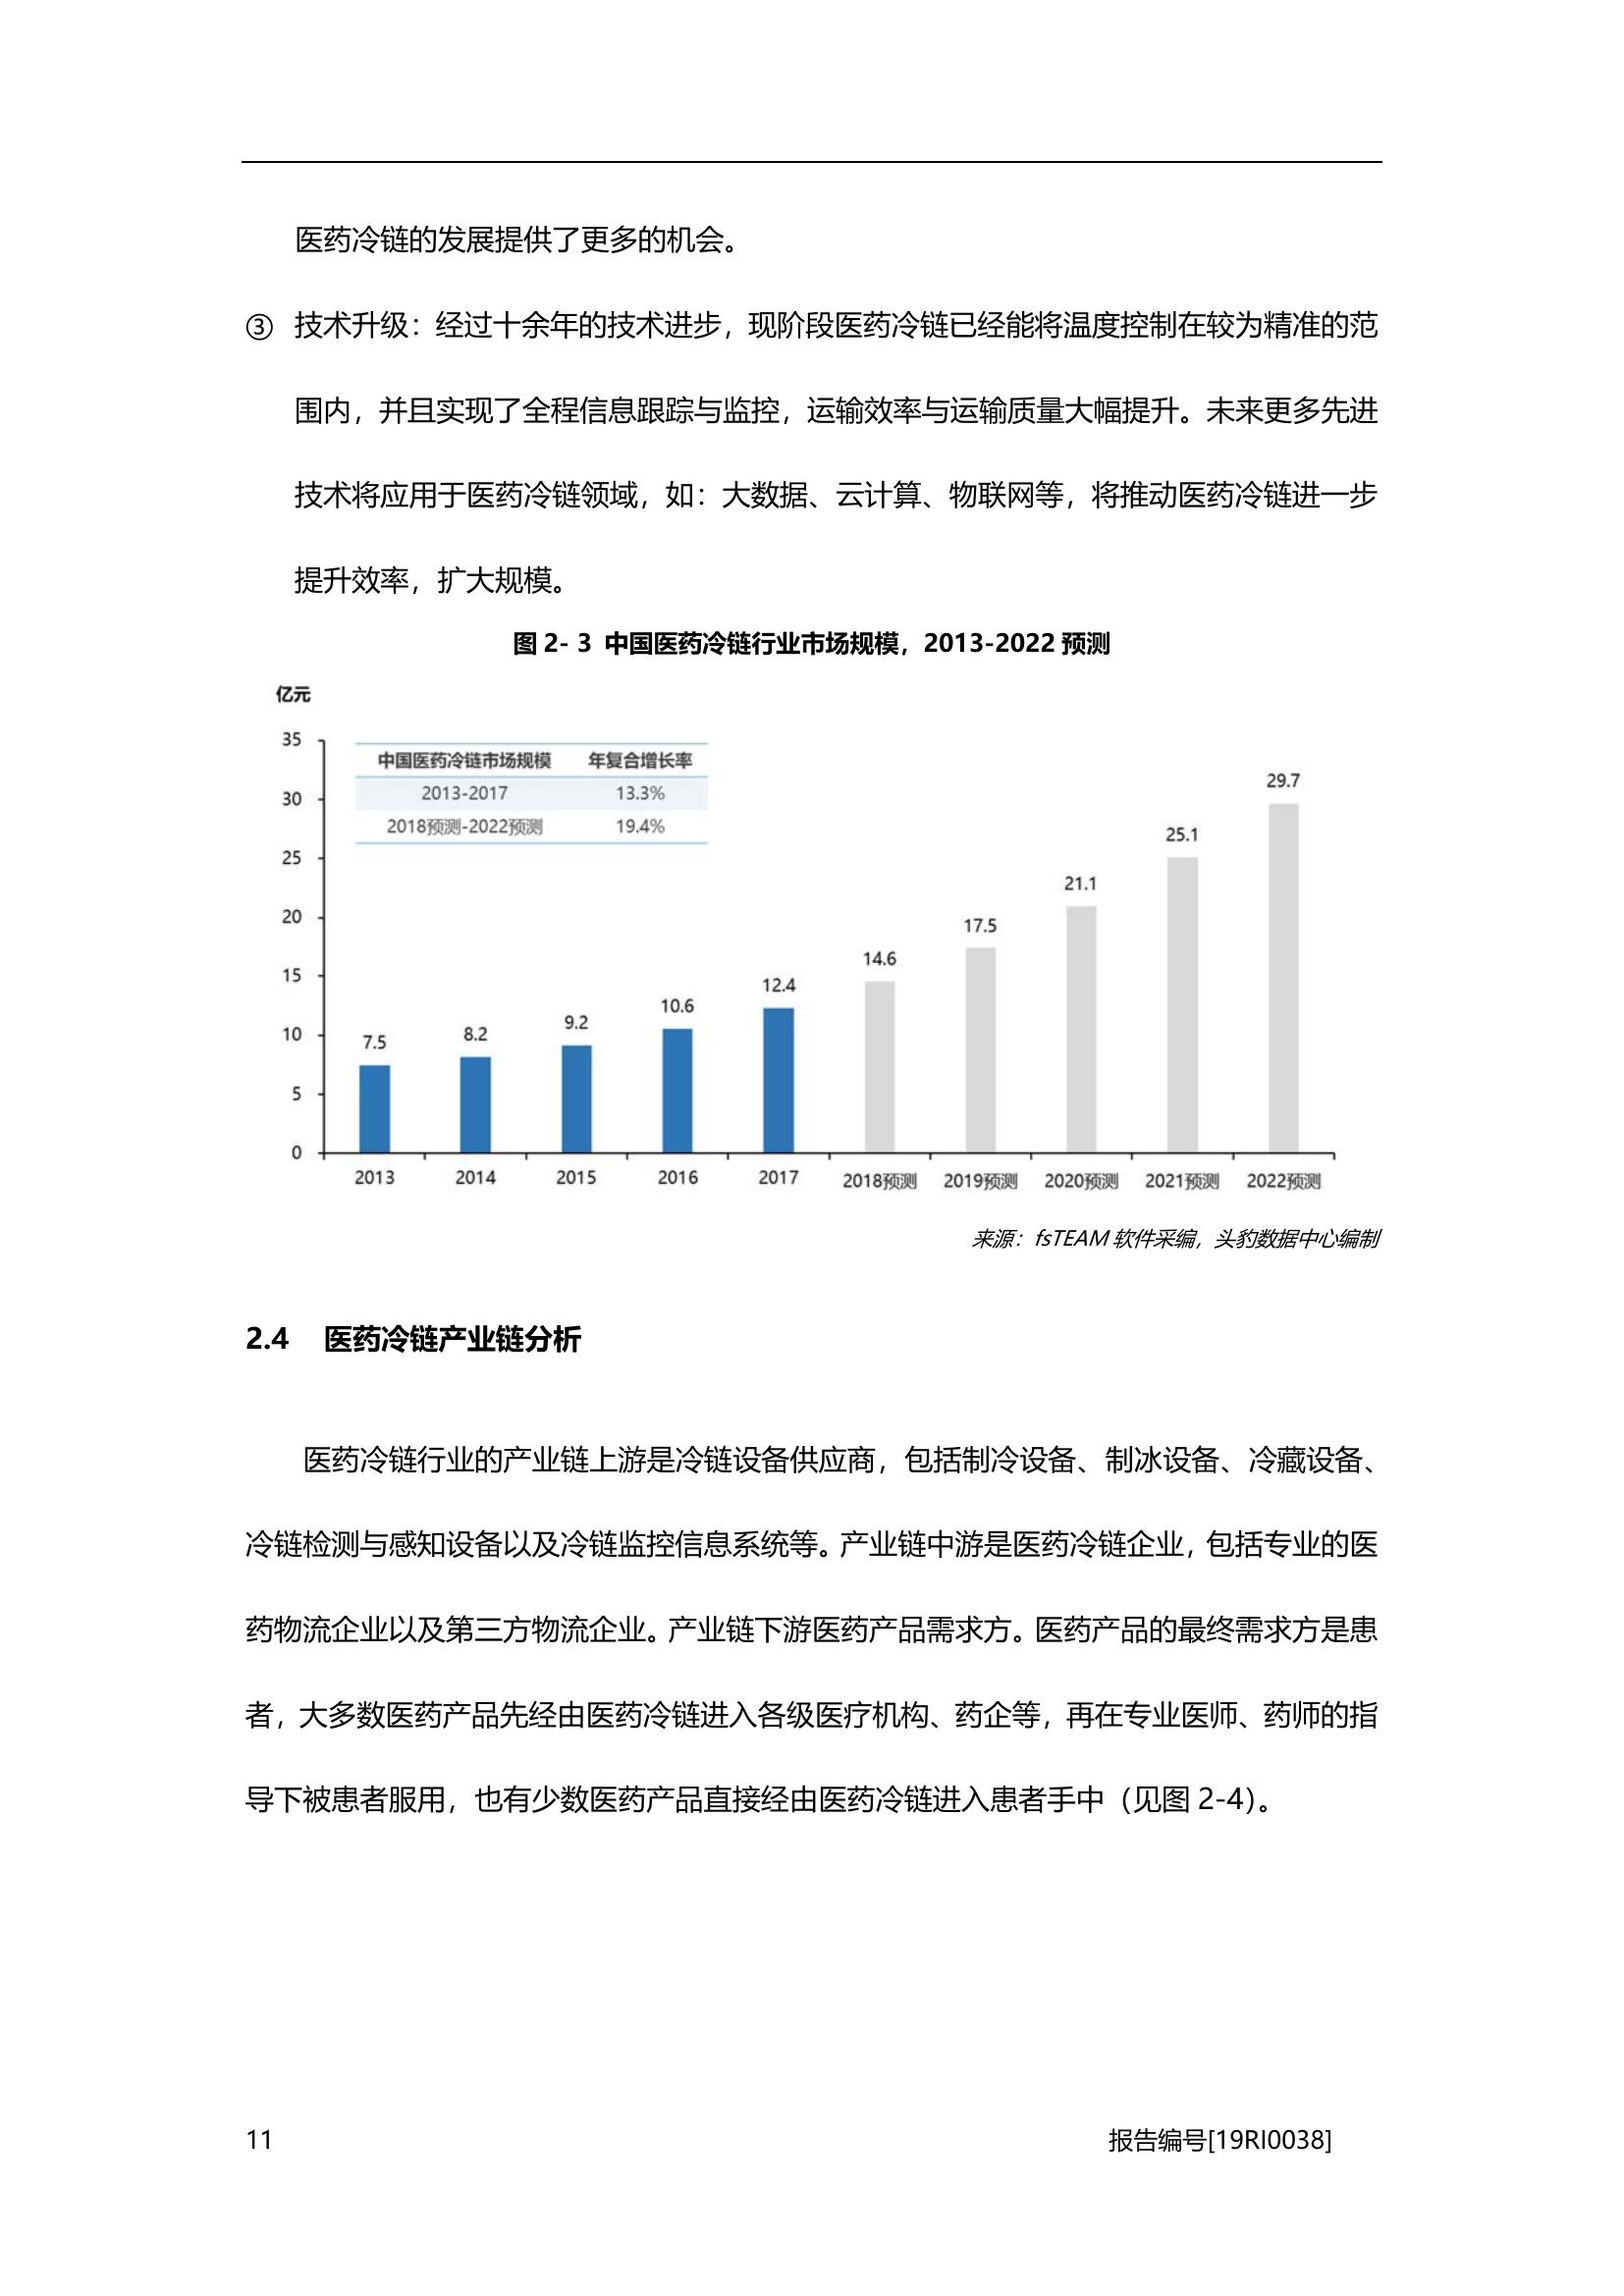 医药冷链的发展提供了更多的机会。
③ 技术升级：经过十余年的技术进步，现阶段医药冷链已经能将温度控制在较为精准的范
围内，并且实现了全程信息跟踪与监控，运输效率与运输质量大幅提升。未来更多先进
技术将应用于医药冷链领域，如：大数据、云计算、物联网等，将推动医药冷链进一步
提升效率，扩大规模。
图 2- 3 中国医药冷链行业市场规模，2013-2022 预测
亿元
中国医药冷链市场规模 年复合增长率
2013-2017 13.3%
2018预测-2022预测 19.4%
35
30
25
20
15
10
5
0
7.5
8.2
9.2
10.6
12.4
14.6
17.5
21.1
25.1
29.7
2013 2014 2015 2016 2017 2018预测 2019预测 2020预测 2021预测 2022预测
来源：fsTEAM 软件采编，头豹数据中心编制
2.4 医药冷链产业链分析
医药冷链行业的产业链上游是冷链设备供应商，包括制冷设备、制冰设备、冷藏设备、
冷链检测与感知设备以及冷链监控信息系统等。产业链中游是医药冷链企业，包括专业的医
药物流企业以及第三方物流企业。产业链下游医药产品需求方。医药产品的最终需求方是患
者，大多数医药产品先经由医药冷链进入各级医疗机构、药企等，再在专业医师、药师的指
导下被患者服用，也有少数医药产品直接经由医药冷链进入患者手中（见图 2-4）。
11 报告编号[19RI0038]